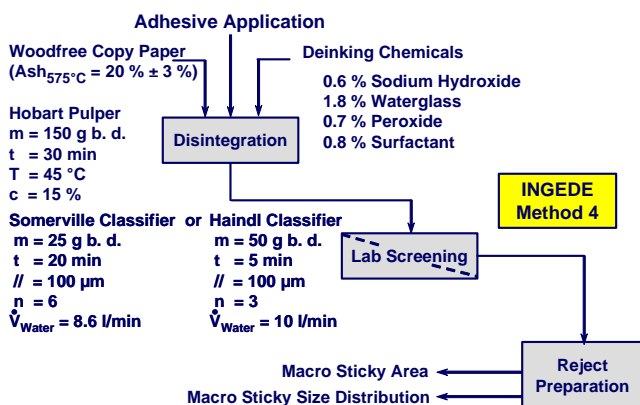 Adhesive Application
Woodfree Copy Paper
(Ash575°C = 20 % ± 3 %)
Deinking Chemicals
0.6 % Sodium Hydroxide
1.8 % Waterglass
0.7 % Peroxide
0.8 % Surfactant
Hobart Pulper
m = 150 g b. d.
t = 30 min
T = 45 °C
c = 15 %
Disintegration
INGEDE
Method 4
Somerville Classifier or Haindl Classifier
m = 25 g b. d.
t = 20 min
// = 100 µm
n = 6
V̊Water = 8.6 l/min
m = 50 g b. d.
t = 5 min
// = 100 µm
n = 3
V̊Water = 10 l/min
Lab Screening
Reject
Preparation
Macro Sticky Area
Macro Sticky Size Distribution